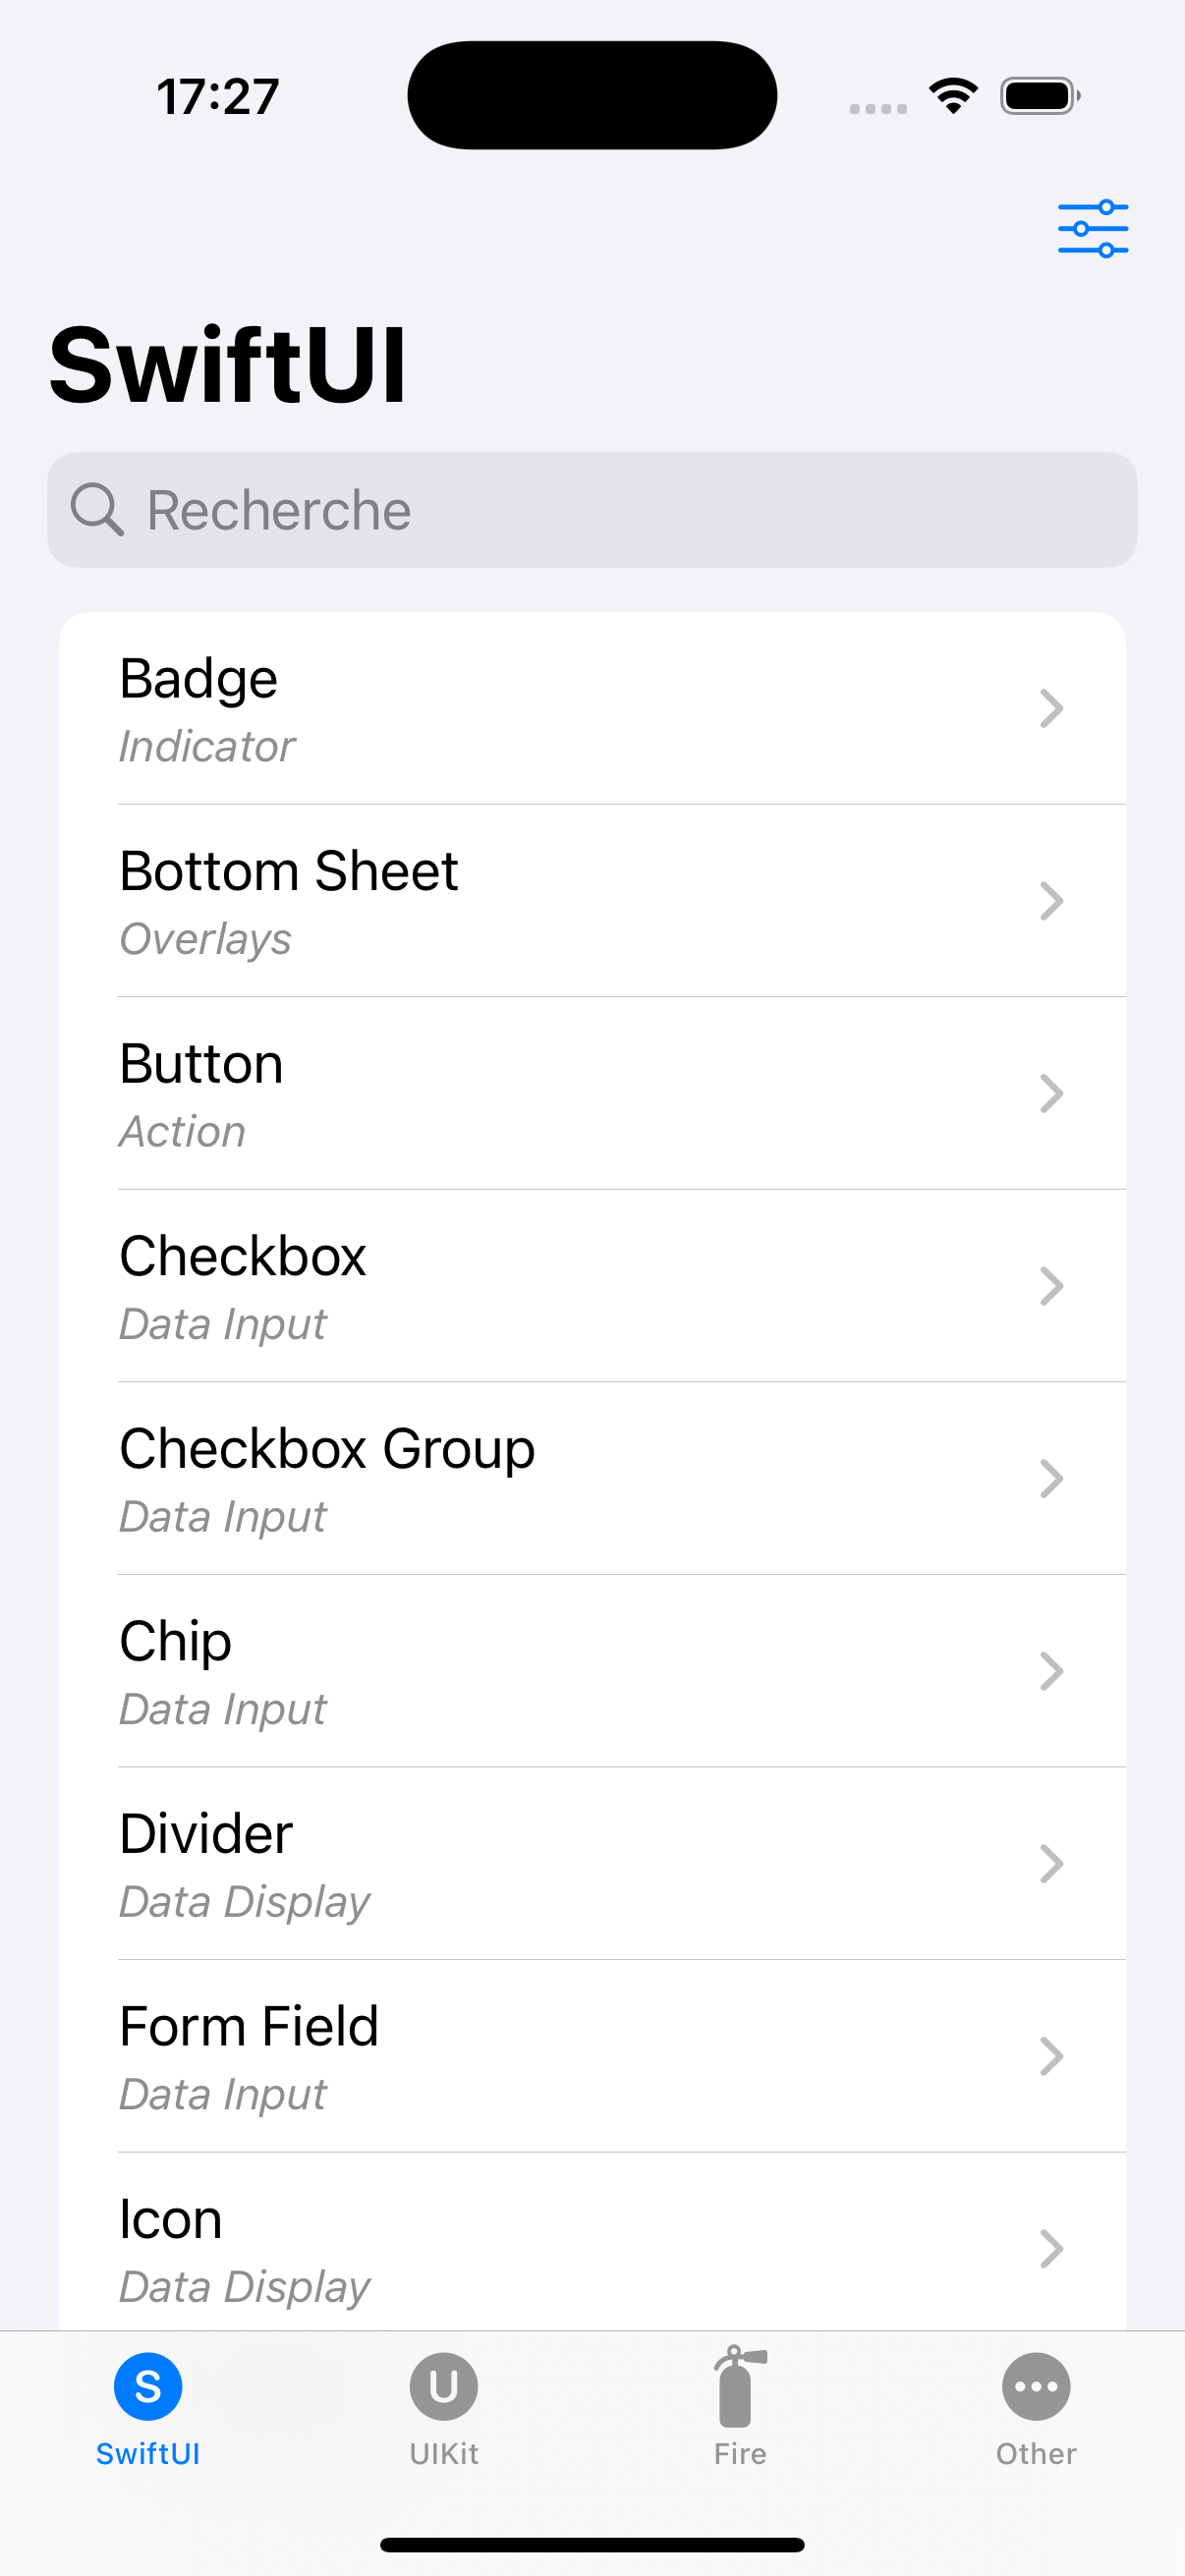 17:27
SwiftUI
Recherche
Badge
Indicator
Bottom Sheet
Overlays
Button
Action
Checkbox
Data Input
Checkbox Group
Data Input
Chip
Data Input
Divider
Data Display
Form Field
Data Input
Icon
Data Display
S U
SwiftUI UIKit Fire Other